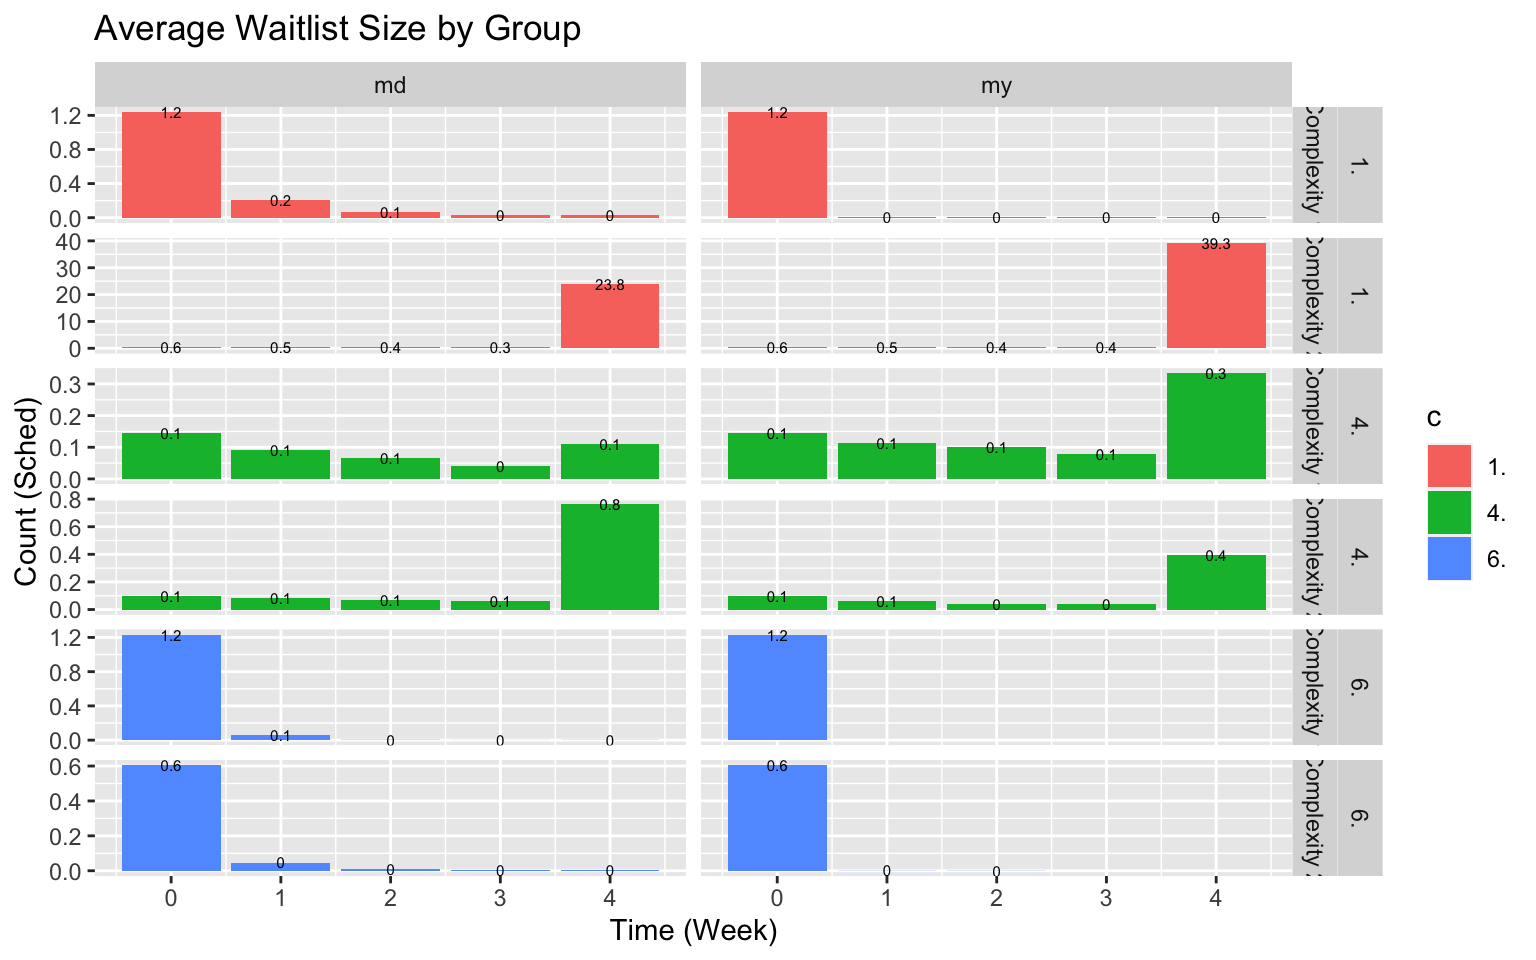 Average Waitlist Size by Group
md my
1.2 0.8 0.4 0.0
1.2 0.2 0.1 0 0
1.2 0 0 0 0
Complexity 1.
40 30 20 10 0
0.6 0.5 0.4 0.3 23.8
0.6 0.5 0.4 0.4 39.3
Complexity 1.
0.3 0.2 0.1 0.0
0.1 0.1 0.1 0 0.1
0.1 0.1 0.1 0.1 0.3
Complexity 4.
0.8 0.6 0.4 0.2 0.0
0.1 0.1 0.1 0.1 0.8
0.1 0.1 0 0 0.4
Complexity 4.
1.2 0.8 0.4 0.0
1.2 0.1 0 0 0
1.2
Complexity 6.
0.6 0.4 0.2 0.0
0.6 0 0 0 0
0.6 0 0
Complexity 6.
0 1 2 3 4 0 1 2 3 4
Time (Week)
Count (Sched)
c
1.
4.
6.